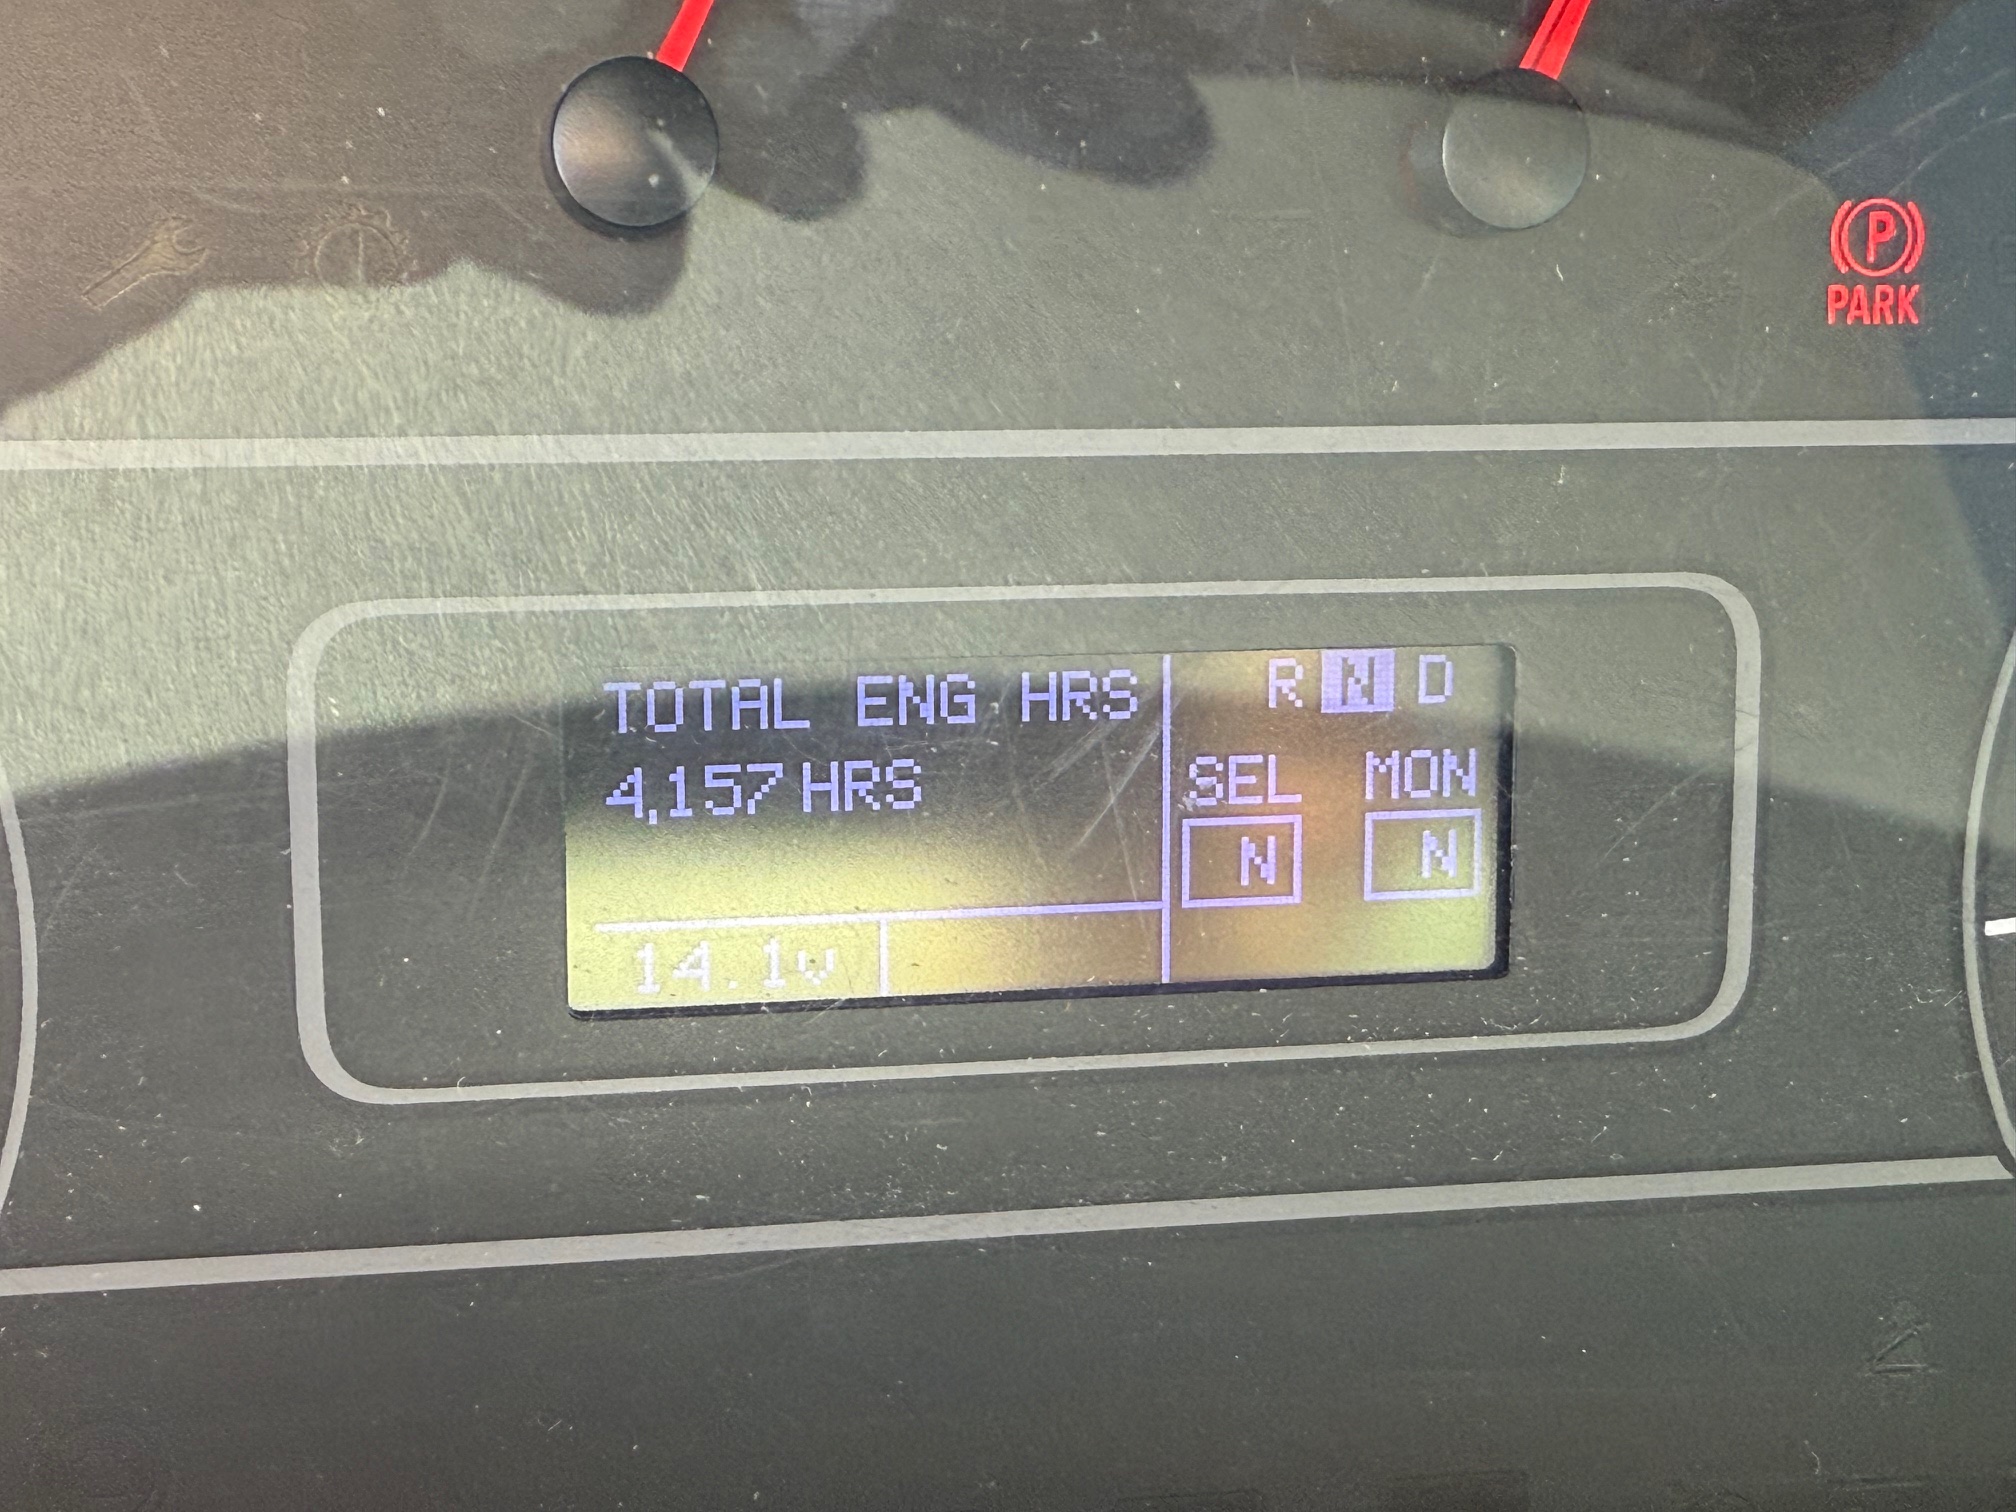 P
PARK
TOTAL ENG HRS
4,157 HRS
R N D
SEL MON
N N
14.1v